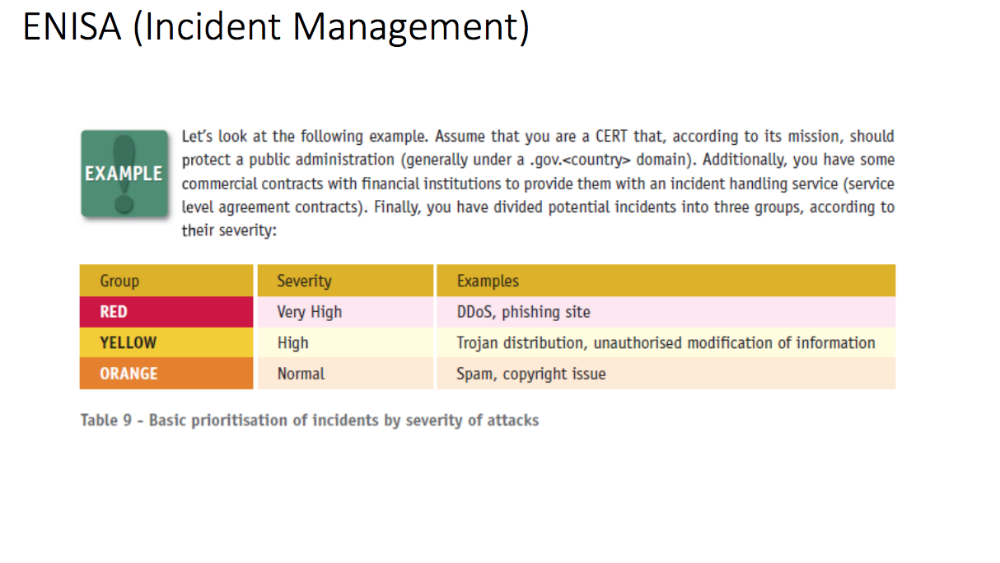 ENISA (Incident Management)
EXAMPLE
Let's look at the following example. Assume that you are a CERT that, according to its mission, should
protect a public administration (generally under a .gov.<country> domain). Additionally, you have some
commercial contracts with financial institutions to provide them with an incident handling service (service
level agreement contracts). Finally, you have divided potential incidents into three groups, according to
their severity:
Group Severity Examples
RED Very High DDoS, phishing site
YELLOW High Trojan distribution, unauthorised modification of information
ORANGE Normal Spam, copyright issue
Table 9 - Basic prioritisation of incidents by severity of attacks